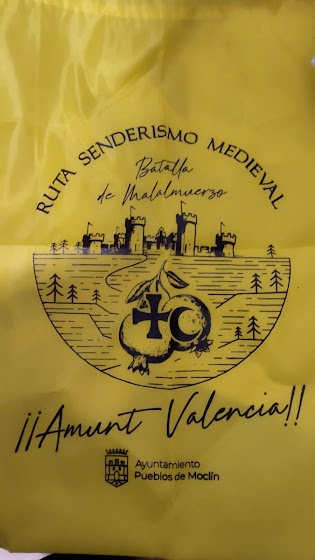 RUTA SENDERISMO MEDIEVAL
Batalla
de Malalmuerzo
¡¡Amunt Valencia!!
Ayuntamiento
Pueblos de Moclín